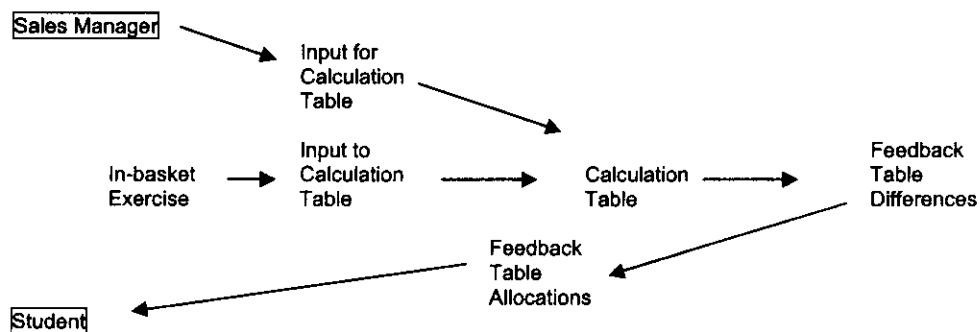 Sales Manager
Input for
Calculation
Table
In-basket
Exercise
Input to
Calculation
Table
Calculation
Table
Feedback
Table
Differences
Feedback
Table
Allocations
Student